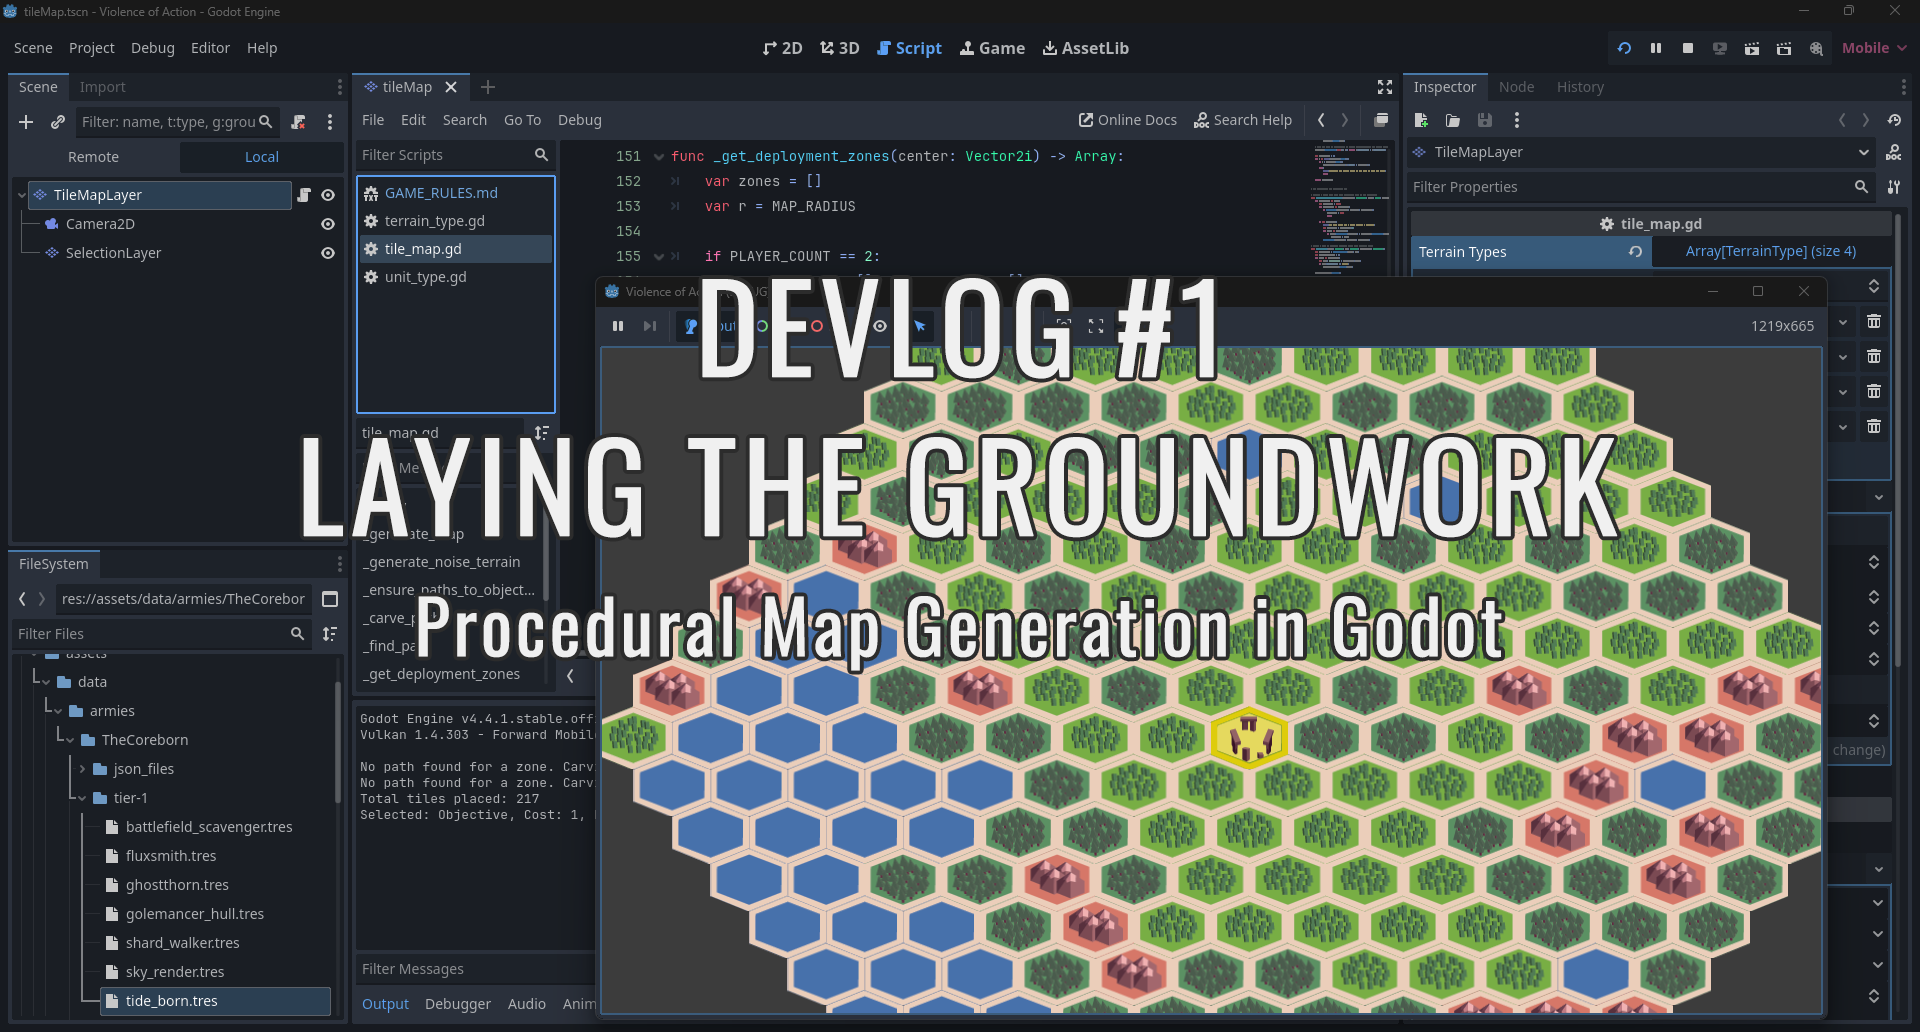 tileMap.tscn - Violence of Action - Godot Engine
Scene Project Debug Editor Help
2D 3D Script Game AssetLib
Mobile
Scene Import
Filter: name, t:type, g:grou
Remote Local
TileMapLayer
Camera2D
SelectionLayer
FileSystem
res://assets/data/armies/TheCorebor
Filter Files
assets
data
armies
TheCoreborn
json_files
tier-1
battlefield_scavenger.tres
fluxsmith.tres
ghostthorn.tres
golemancer_hull.tres
shard_walker.tres
sky_render.tres
tide_born.tres
tileMap
File Edit Search Go To Debug
Online Docs Search Help
Filter Scripts
GAME_RULES.md
terrain_type.gd
tile_map.gd
unit_type.gd
tile_map.gd
_generate_noise_terrain
_ensure_paths_to_object...
_get_deployment_zones
151 func _get_deployment_zones(center: Vector2i) -> Array:
152 var zones = []
153 var r = MAP_RADIUS
154
155 if PLAYER_COUNT == 2:
Godot Engine v4.4.1.stable.off
Vulkan 1.4.303 - Forward Mobil
No path found for a zone. Carv
No path found for a zone. Carv
Total tiles placed: 217
Selected: Objective, Cost: 1,
Filter Messages
Output Debugger Audio Anim
Violence of A
1219x665
DEVLOG #1
LAYING THE GROUNDWORK
Procedural Map Generation in Godot
Inspector Node History
TileMapLayer
Filter Properties
tile_map.gd
Terrain Types Array[TerrainType] (size 4)
change)